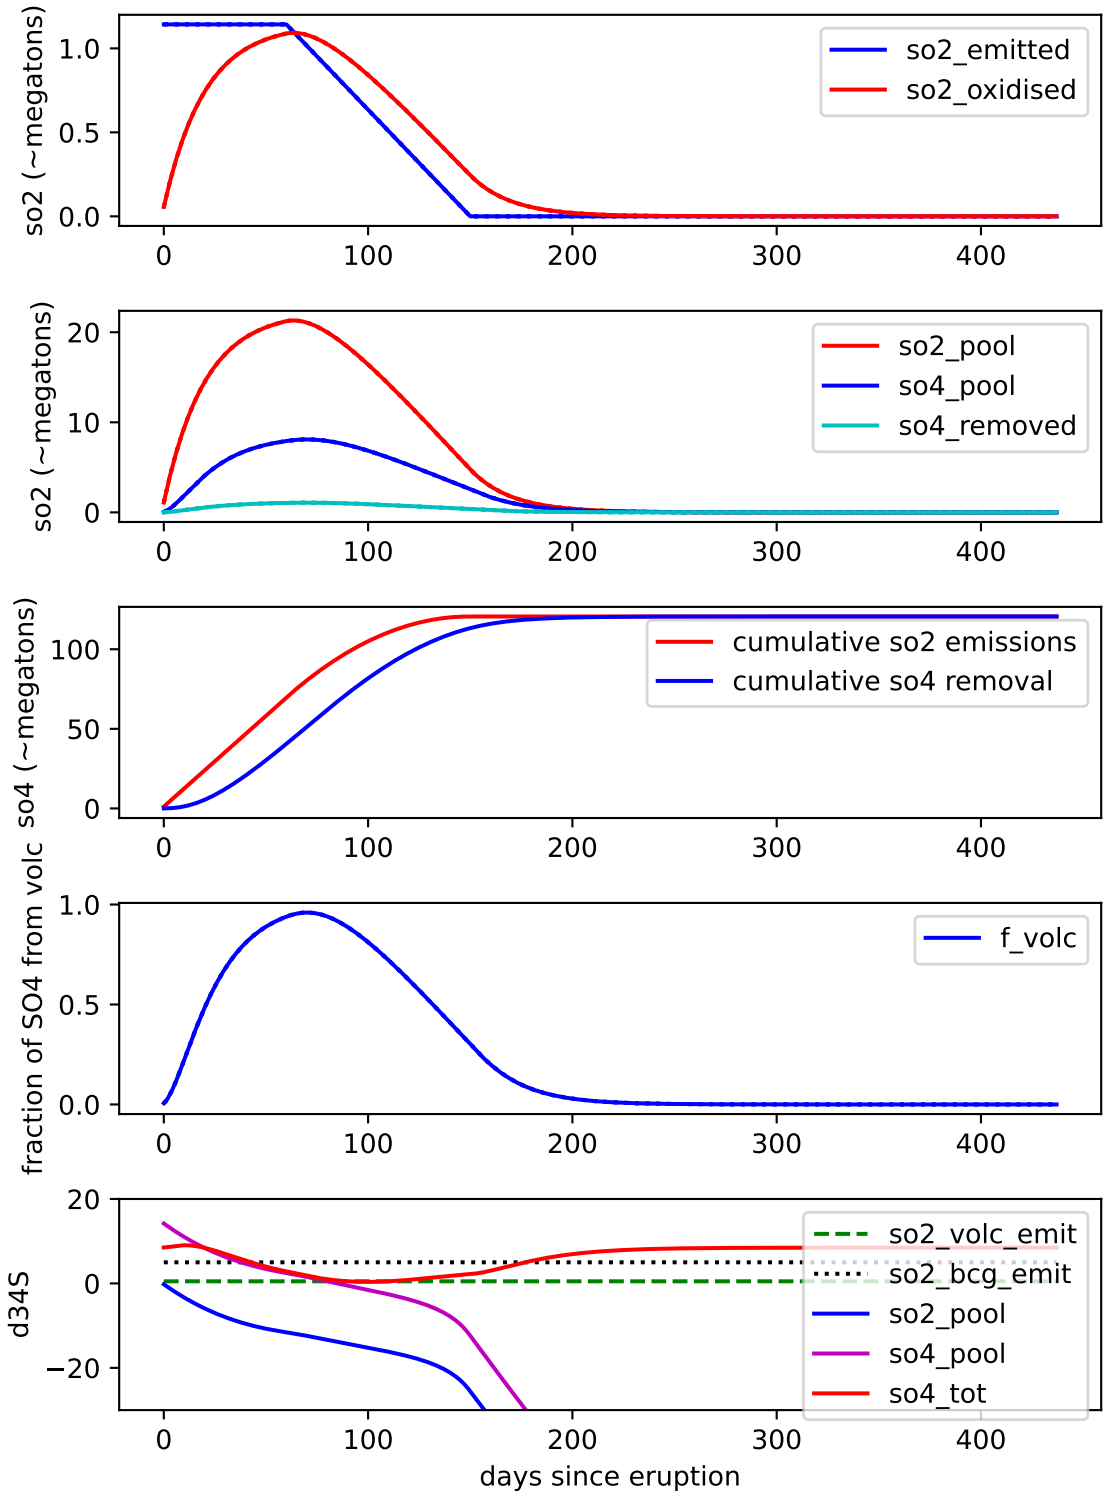 so2 (~megatons)
1.0
0.5
0.0
so2_emitted
so2_oxidised
0 100 200 300 400
so2 (~megatons)
20
10
0
so2_pool
so4_pool
so4_removed
0 100 200 300 400
so4 (~megatons)
100
50
0
cumulative so2 emissions
cumulative so4 removal
0 100 200 300 400
fraction of SO4 from volc
1.0
0.5
0.0
f_volc
0 100 200 300 400
d34S
20
0
−20
so2_volc_emit
so2_bcg_emit
so2_pool
so4_pool
so4_tot
0 100 200 300 400
days since eruption